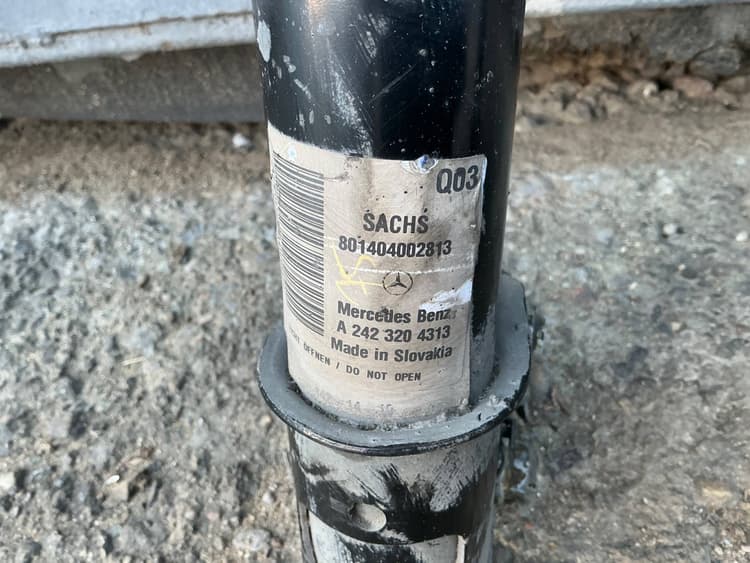 Q03
SACHS
801404002813
Mercedes Benz
A 242 320 4313
Made in Slovakia
ÖFFNEN / DO NOT OPEN